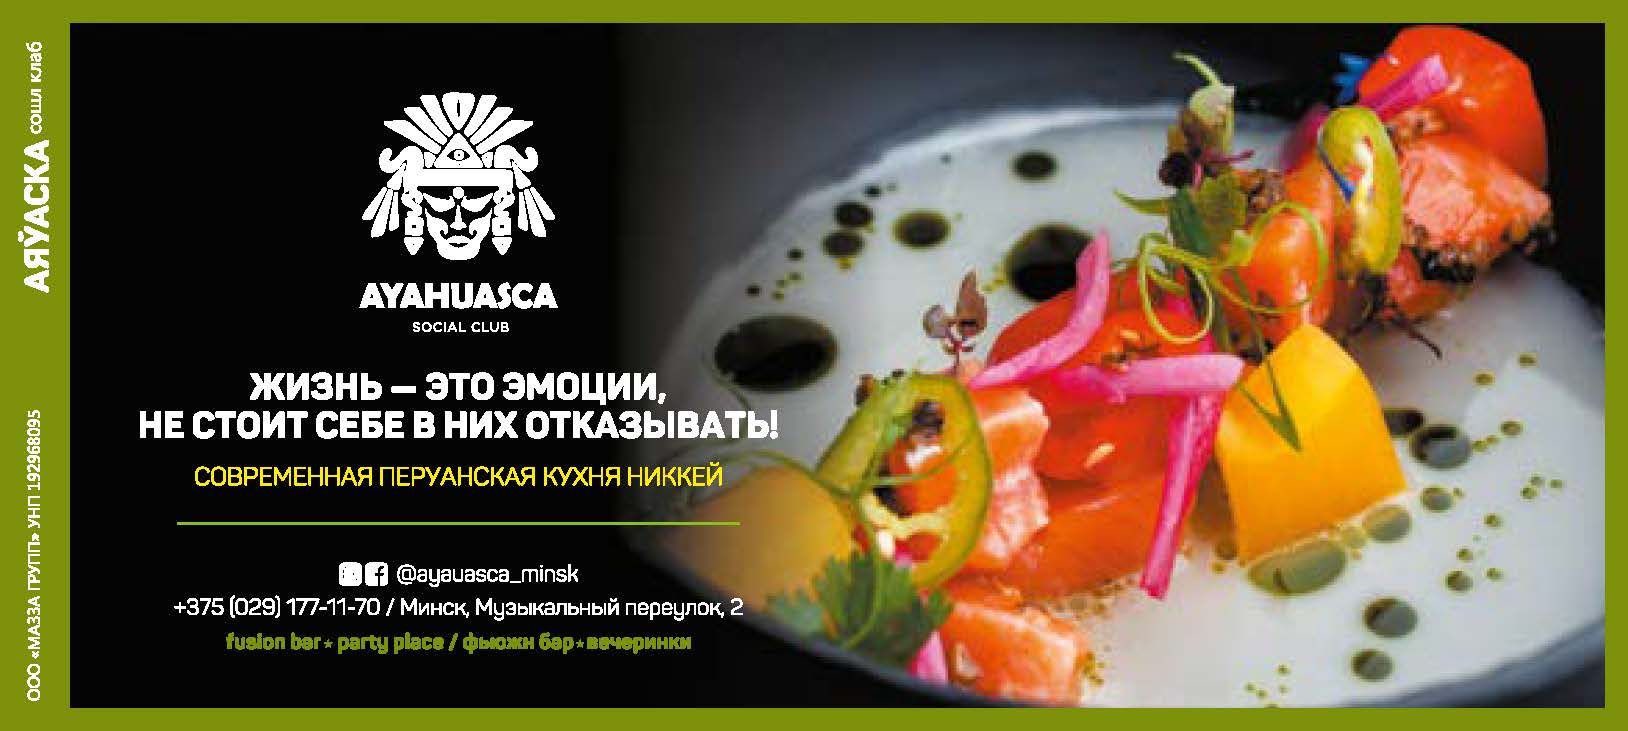 АЯЎАСКА сошл клаб
ООО «МАЗЗА ГРУПП» УНП 192968095
AYAHUASCA
SOCIAL CLUB
ЖИЗНЬ — ЭТО ЭМОЦИИ,
НЕ СТОИТ СЕБЕ В НИХ ОТКАЗЫВАТЬ!
СОВРЕМЕННАЯ ПЕРУАНСКАЯ КУХНЯ НИККЕЙ
@ayauasca_minsk
+375 (029) 177-11-70 / Минск, Музыкальный переулок, 2
fusion bar★party place / фьюжн бар★вечеринки